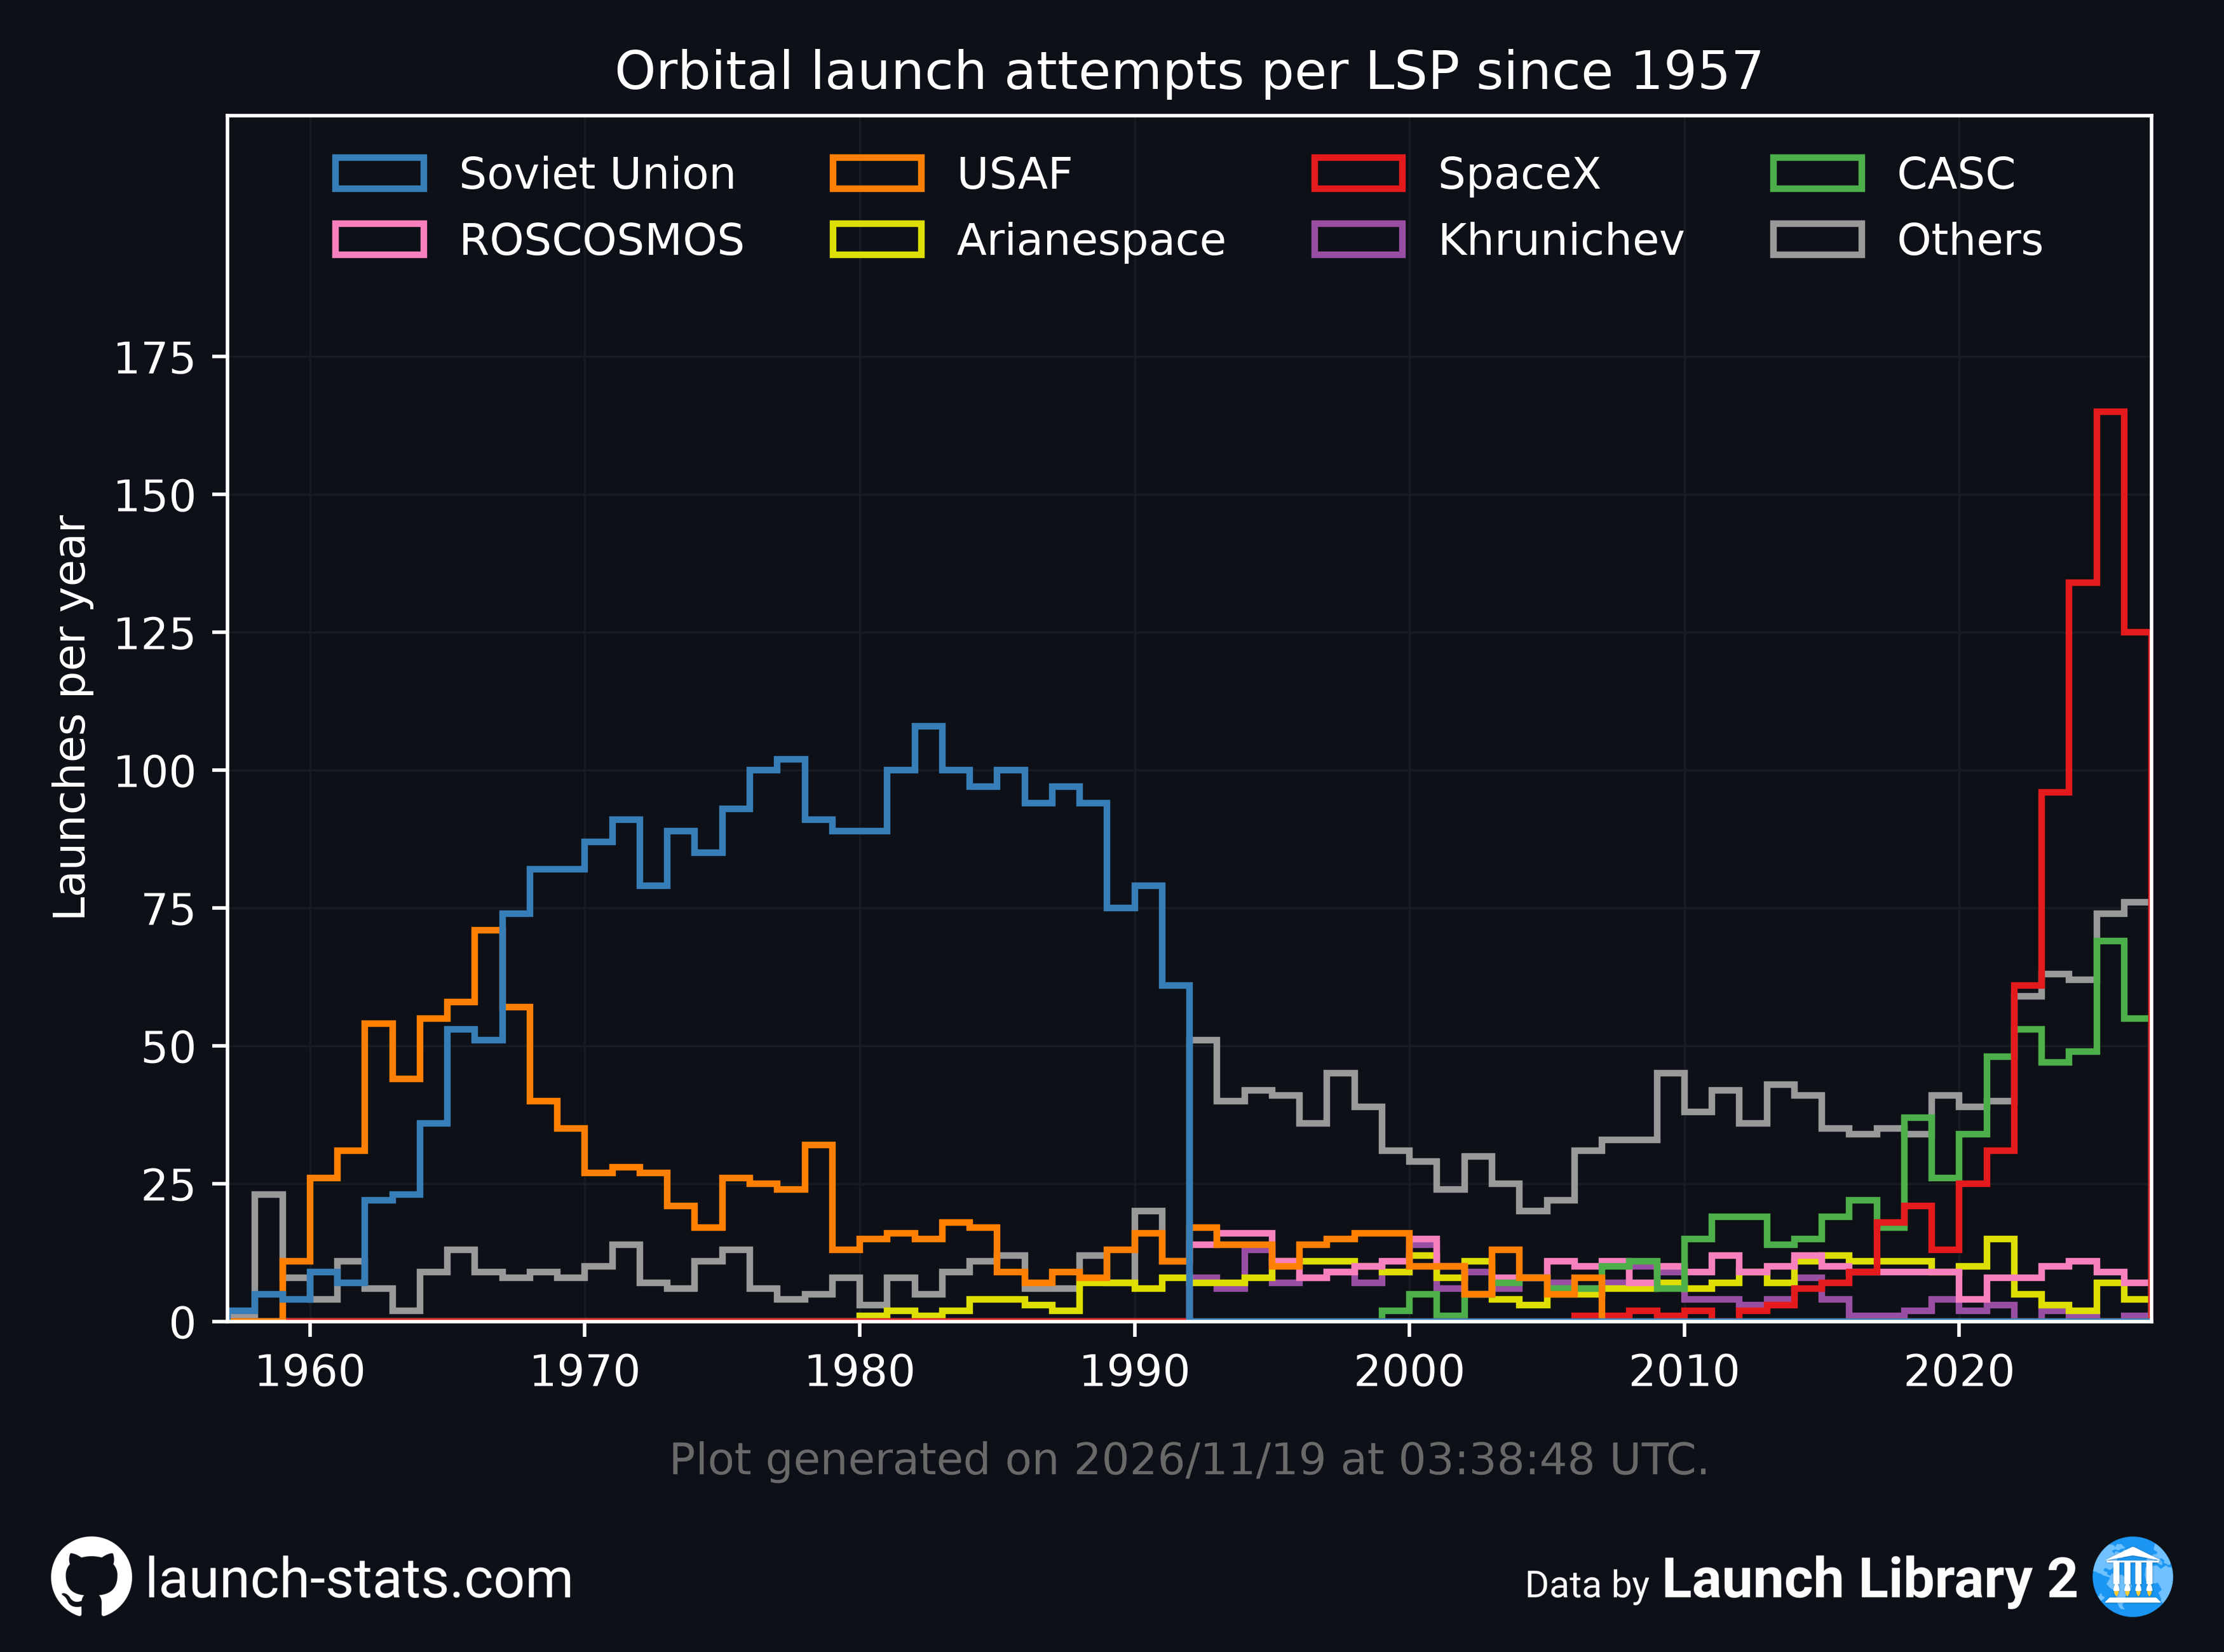 Orbital launch attempts per LSP since 1957
Soviet Union
USAF
SpaceX
CASC
ROSCOSMOS
Arianespace
Khrunichev
Others
Launches per year
175
150
125
100
75
50
25
0
1960
1970
1980
1990
2000
2010
2020
Plot generated on 2026/11/19 at 03:38:48 UTC.
launch-stats.com
Data by Launch Library 2